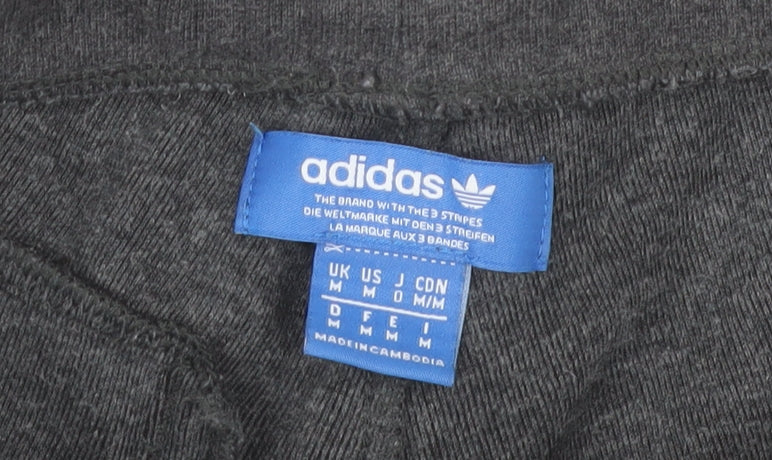 adidas
THE BRAND WITH THE 3 STRIPES
DIE WELTMARKE MIT DEN 3 STREIFEN
LA MARQUE AUX 3 BANDES
UK US J CDN
M M O M/M
D F E I
M M M M
MADE IN CAMBODIA